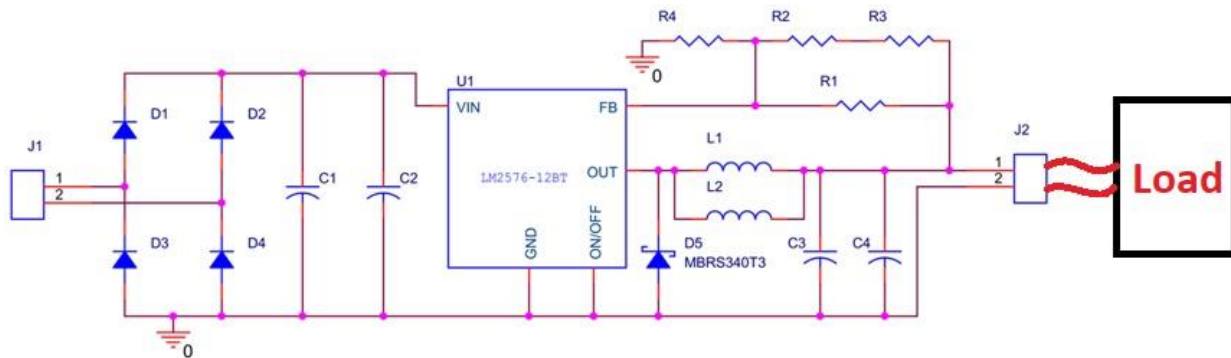 R4
R2
R3
0
U1
R1
D1
D2
VIN
FB
J1
L1
J2
1
2
C1
C2
LM2576-12BT
OUT
1
2
Load
L2
D3
D4
GND
ON/OFF
D5
MBRS340T3
C3
C4
0